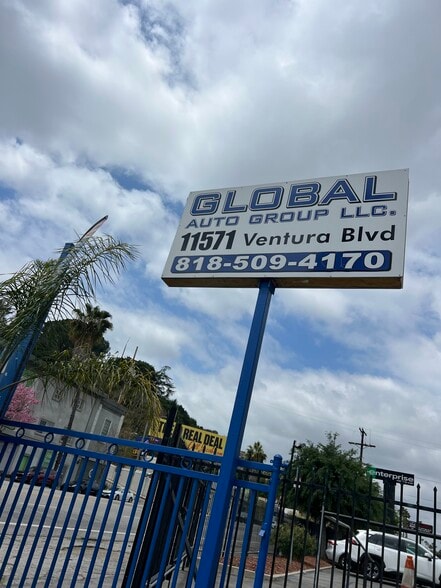 GLOBAL
AUTO GROUP LLC.
11571 Ventura Blvd
818-509-4170
REAL DEAL
enterprise